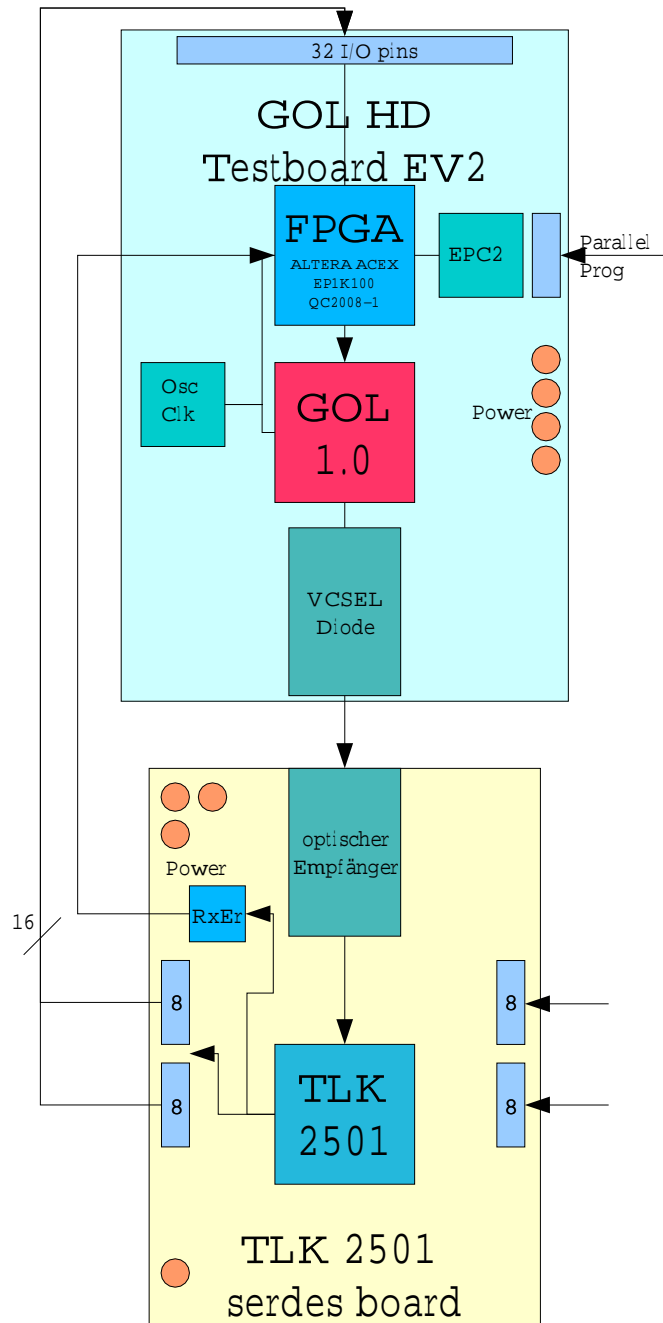 32 I/O pins
GOL HD
Testboard EV2
FPGA
ALTERA ACEX
EP1K100
QC2008-1
EPC2
Parallel
Prog
Osc
Clk
GOL
1.0
Power
VCSEL
Diode
optischer
Empfänger
Power
RxEr
16
8
8
8
8
TLK
2501
TLK 2501
serdes board